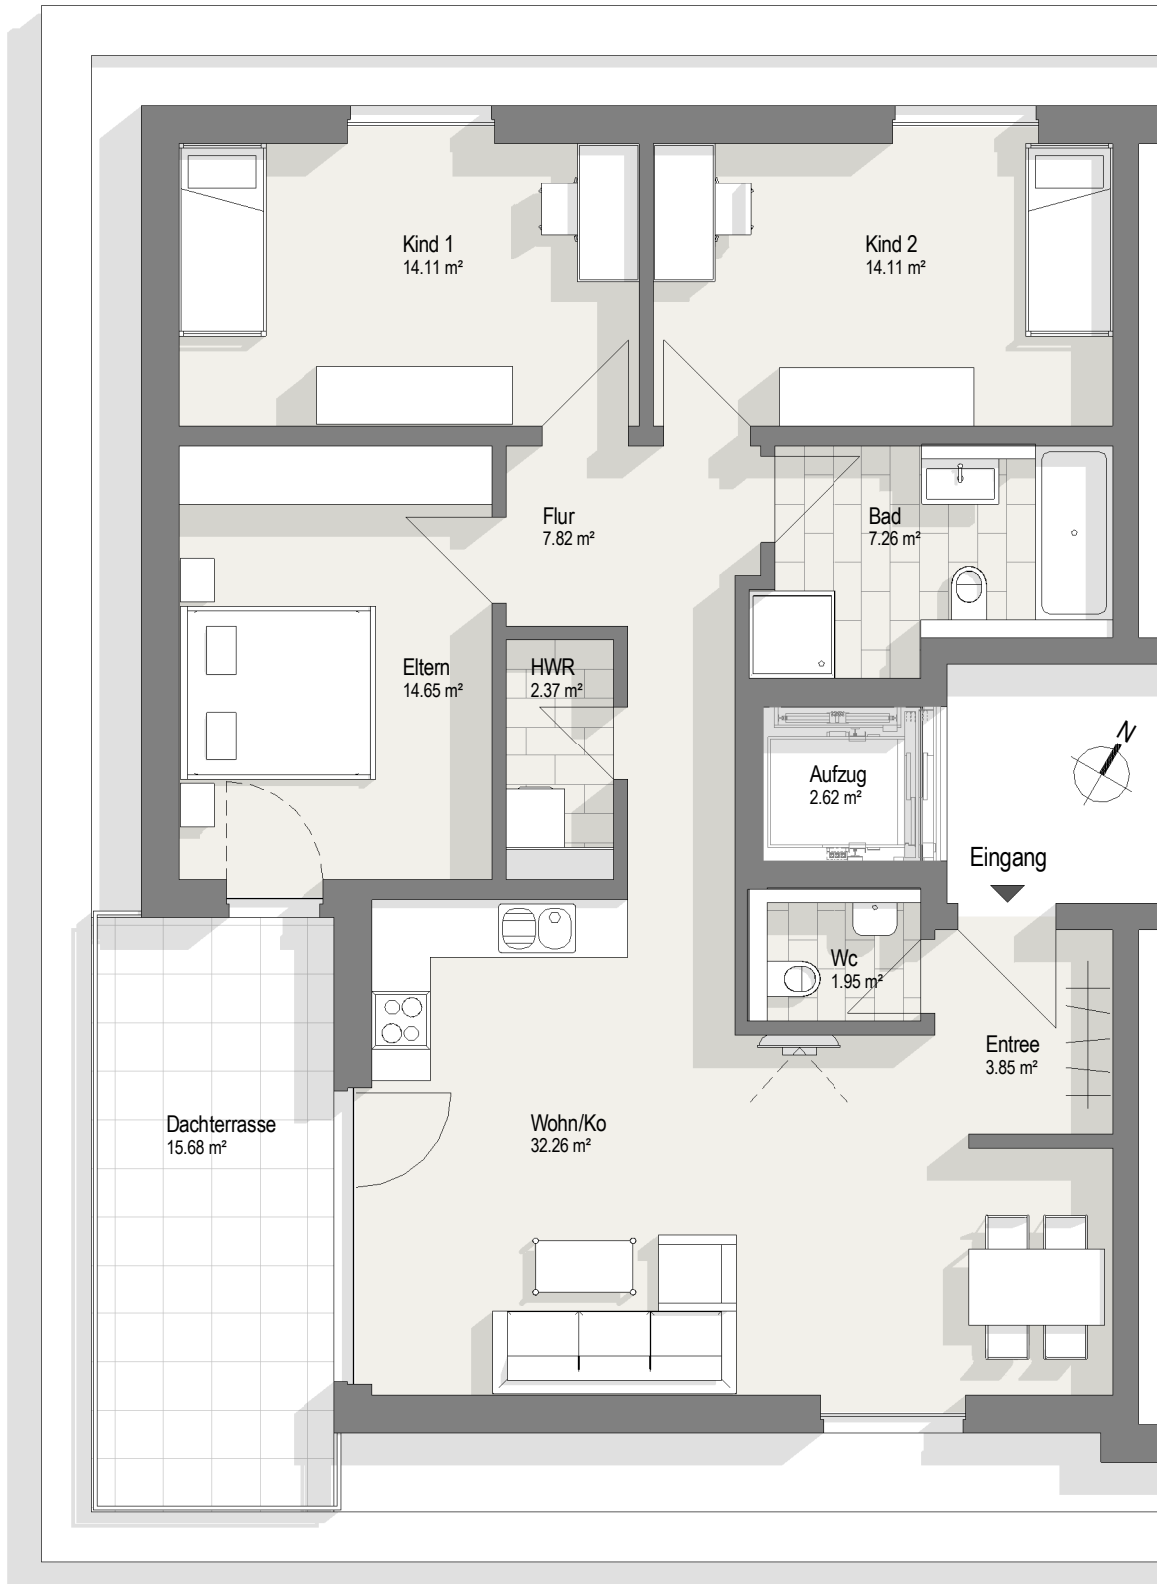 Kind 1
14.11 m²
Kind 2
14.11 m²
Flur
7.82 m²
Bad
7.26 m²
Eltern
14.65 m²
HWR
2.37 m²
N
Aufzug
2.62 m²
Eingang
Wc
1.95 m²
Entree
3.85 m²
Dachterrasse
15.68 m²
Wohn/Ko
32.26 m²